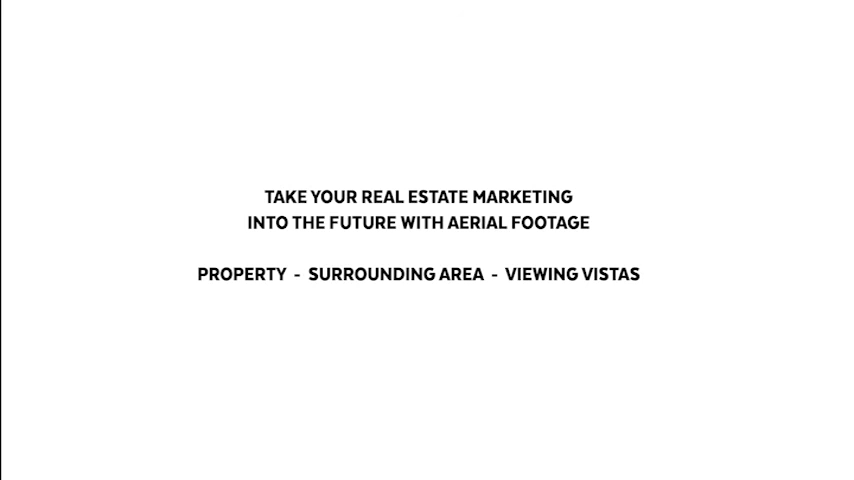 TAKE YOUR REAL ESTATE MARKETING
INTO THE FUTURE WITH AERIAL FOOTAGE
PROPERTY - SURROUNDING AREA - VIEWING VISTAS